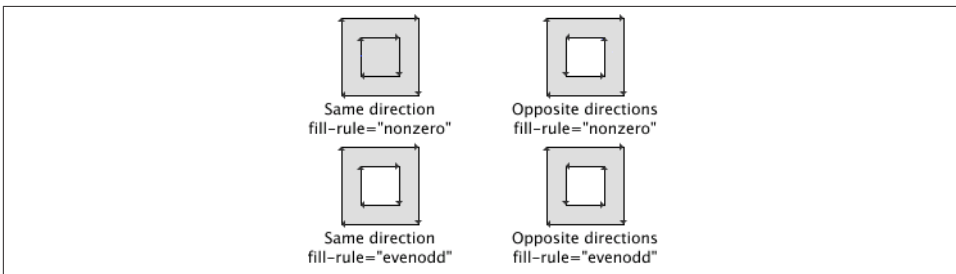 Same direction
fill-rule="nonzero"
Opposite directions
fill-rule="nonzero"
Same direction
fill-rule="evenodd"
Opposite directions
fill-rule="evenodd"